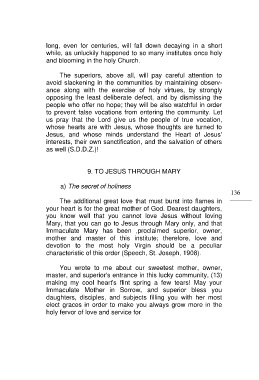 long, even for centuries, will fall down decaying in a short
while, as unluckily happened to so many institutes once holy
and blooming in the holy Church.
The superiors, above all, will pay careful attention to
avoid slackening in the communities by maintaining observ-
ance along with the exercise of holy virtues, by strongly
opposing the least deliberate defect, and by dismissing the
people who offer no hope; they will be also watchful in order
to prevent false vocations from entering the community. Let
us pray that the Lord give us the people of true vocation,
whose hearts are with Jesus, whose thoughts are turned to
Jesus, and whose minds understand the Heart of Jesus'
interests, their own sanctification, and the salvation of others
as well (S.D.D.Z.)!
9. TO JESUS THROUGH MARY
a) The secret of holiness
136
The additional great love that must burst into flames in
your heart is for the great mother of God. Dearest daughters,
you know well that you cannot love Jesus without loving
Mary, that you can go to Jesus through Mary only, and that
Immaculate Mary has been ,proclaimed superior, owner,
mother and master of this institute; therefore, love and
devotion to the most holy Virgin should be a peculiar
characteristic of this order (Speech, St. Joseph, 1908).
You wrote to me about our sweetest mother, owner,
master, and superior's entrance in this lucky community, (13)
making my cool heart's flint spring a few tears! May your
Immaculate Mother in Sorrow, and superior bless you
daughters, disciples, and subjects filling you with her most
elect graces in order to make you always grow more in the
holy fervor of love and service for